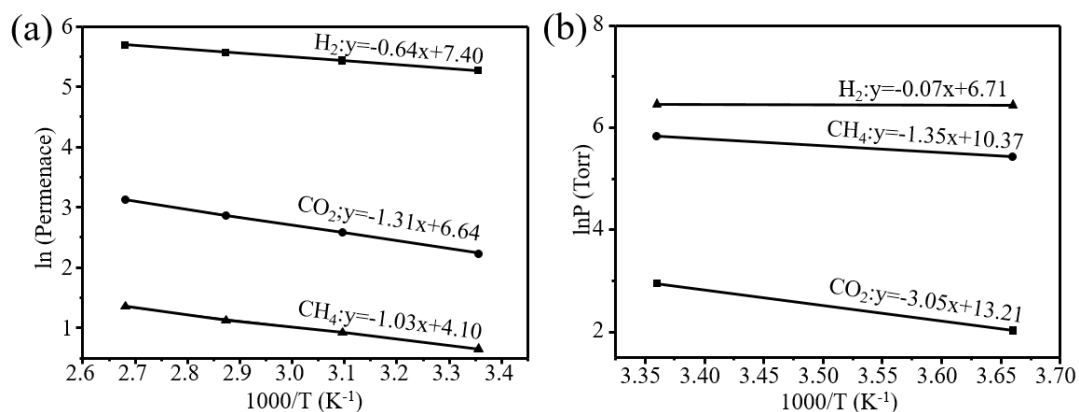 (a)
ln (Permenace)
6
5
4
3
2
1
H₂:y=-0.64x+7.40
CO₂;y=-1.31x+6.64
CH₄:y=-1.03x+4.10
2.6 2.7 2.8 2.9 3.0 3.1 3.2 3.3 3.4
1000/T (K⁻¹)
(b)
lnP (Torr)
8
6
4
2
H₂:y=-0.07x+6.71
CH₄:y=-1.35x+10.37
CO₂:y=-3.05x+13.21
3.35 3.40 3.45 3.50 3.55 3.60 3.65 3.70
1000/T (K⁻¹)